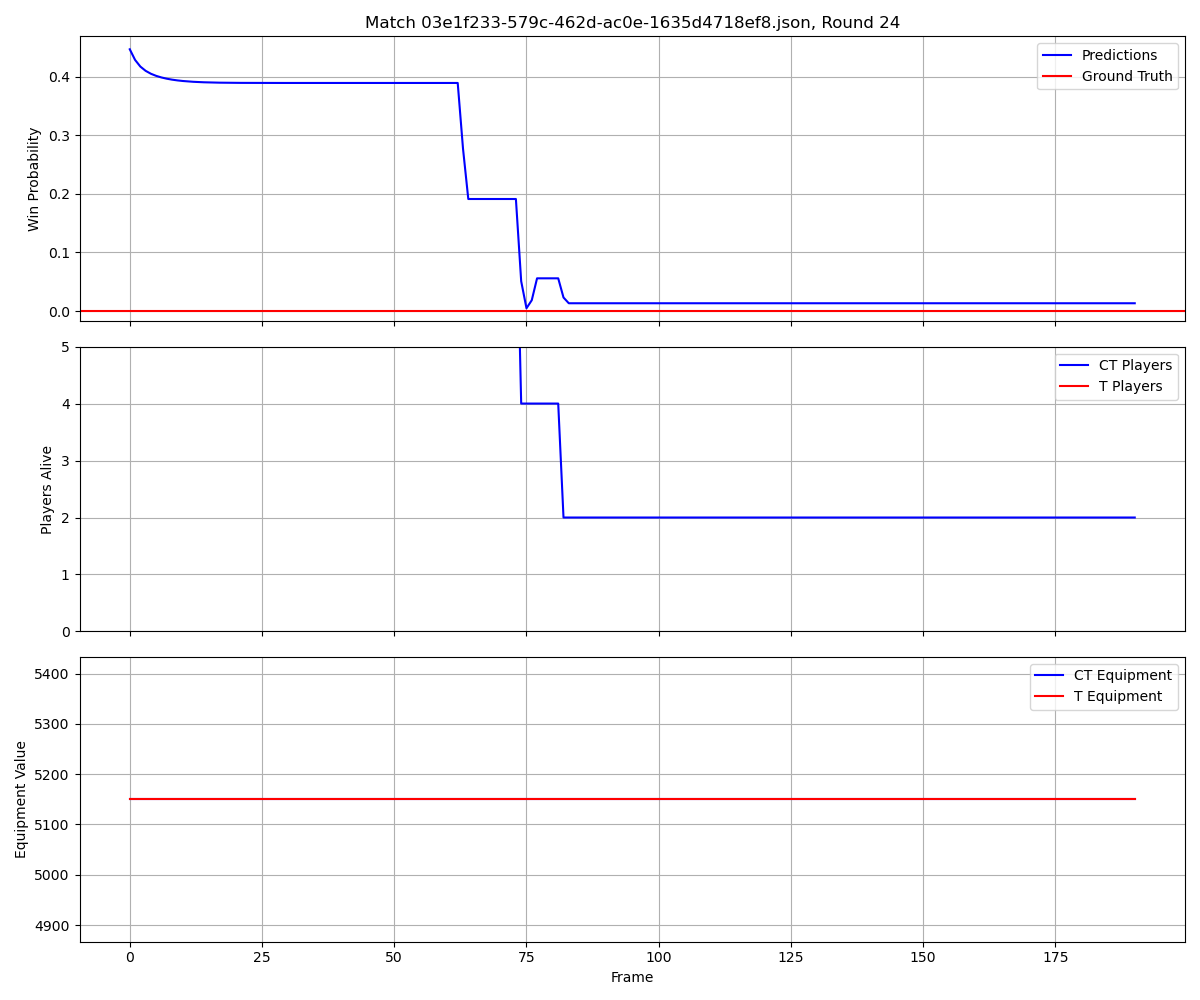 Match 03e1f233-579c-462d-ac0e-1635d4718ef8.json, Round 24
Win Probability
0.4
0.3
0.2
0.1
0.0
Predictions
Ground Truth
Players Alive
5
4
3
2
1
0
CT Players
T Players
Equipment Value
5400
5300
5200
5100
5000
4900
CT Equipment
T Equipment
0 25 50 75 100 125 150 175
Frame